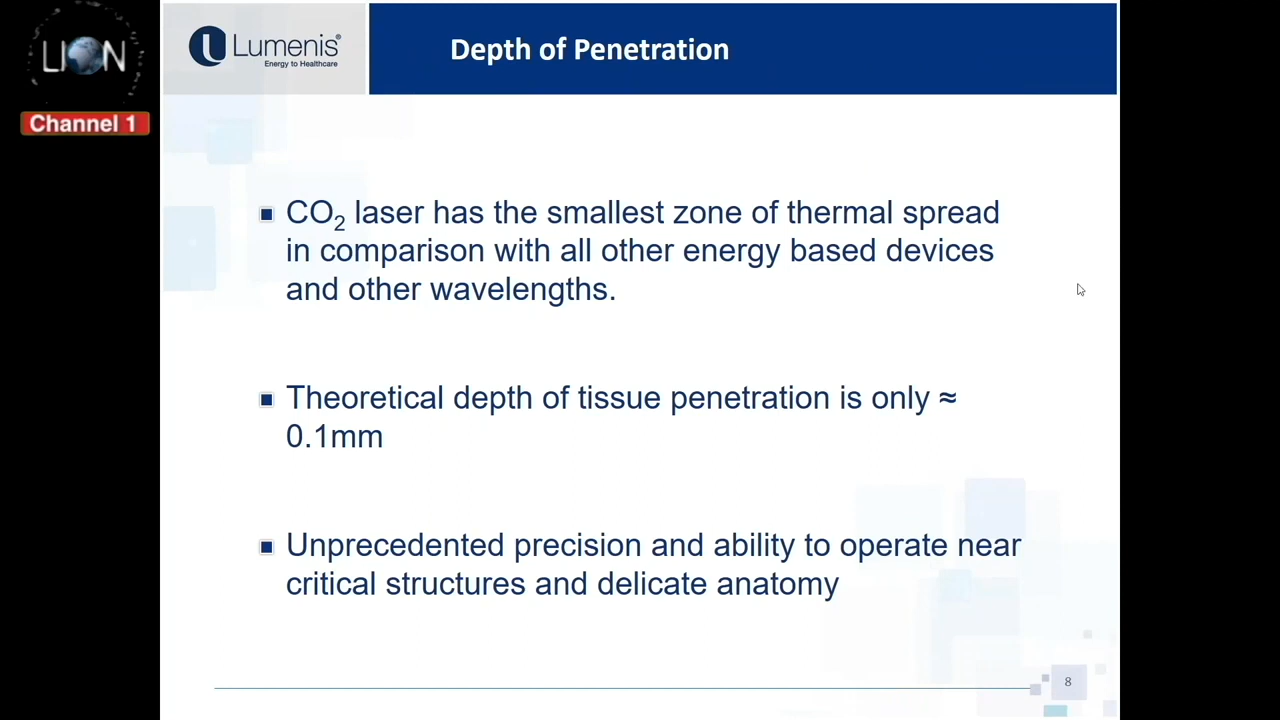 LION
Channel 1
Lumenis®
Energy to Healthcare
Depth of Penetration
CO₂ laser has the smallest zone of thermal spread
in comparison with all other energy based devices
and other wavelengths.
Theoretical depth of tissue penetration is only ≈
0.1mm
Unprecedented precision and ability to operate near
critical structures and delicate anatomy
8